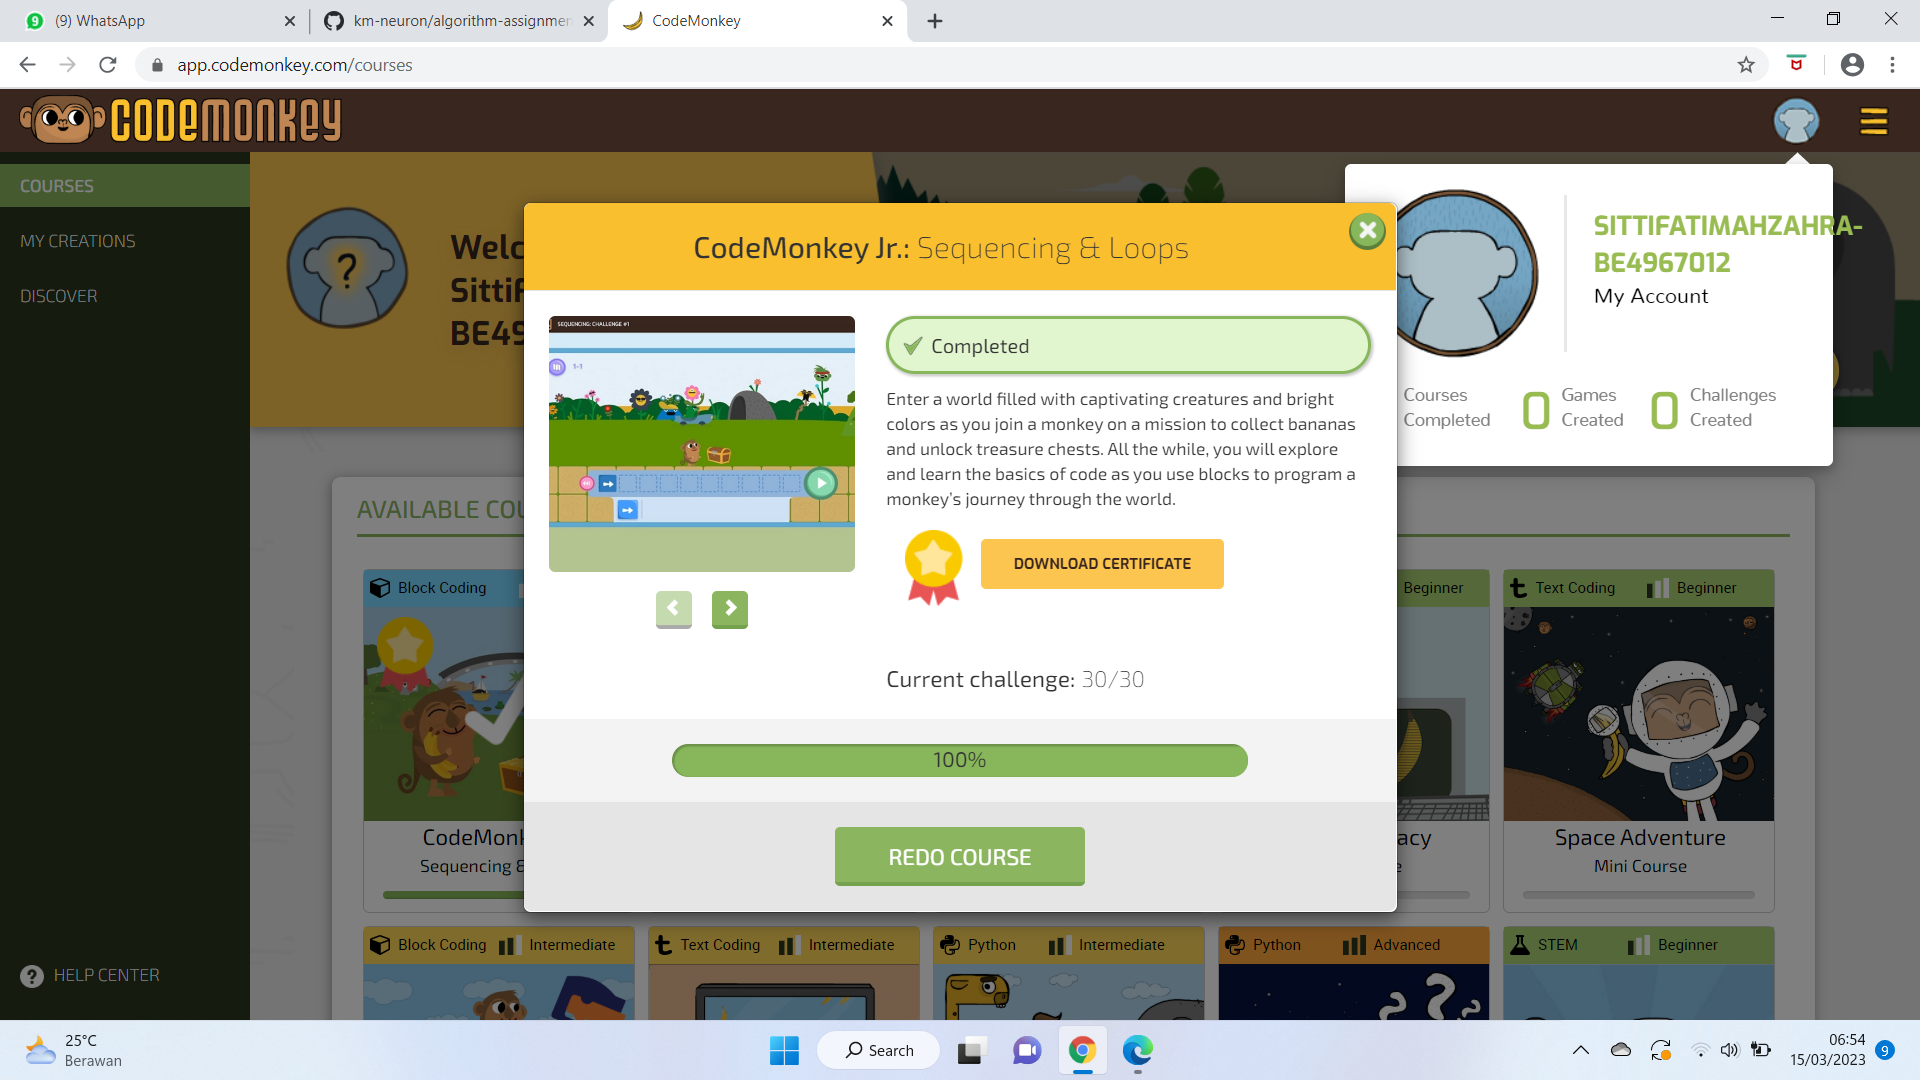 (9) WhatsApp
km-neuron/algorithm-assignmen
CodeMonkey
app.codemonkey.com/courses
CODEMONKEY
COURSES
MY CREATIONS
DISCOVER
HELP CENTER
Welc
Sittif
BE49
SITTIFATIMAHZAHRA-
BE4967012
My Account
Courses
Completed
0
Games
Created
0
Challenges
Created
CodeMonkey Jr.: Sequencing & Loops
SEQUENCING: CHALLENGE #1
1-1
Completed
Enter a world filled with captivating creatures and bright
colors as you join a monkey on a mission to collect bananas
and unlock treasure chests. All the while, you will explore
and learn the basics of code as you use blocks to program a
monkey's journey through the world.
DOWNLOAD CERTIFICATE
Current challenge: 30/30
100%
REDO COURSE
AVAILABLE COU
Block Coding
CodeMonk
Sequencing &
Beginner
acy
Text Coding
Beginner
Space Adventure
Mini Course
Block Coding
Intermediate
Text Coding
Intermediate
Python
Intermediate
Python
Advanced
STEM
Beginner
25°C
Berawan
Search
06:54
15/03/2023
9